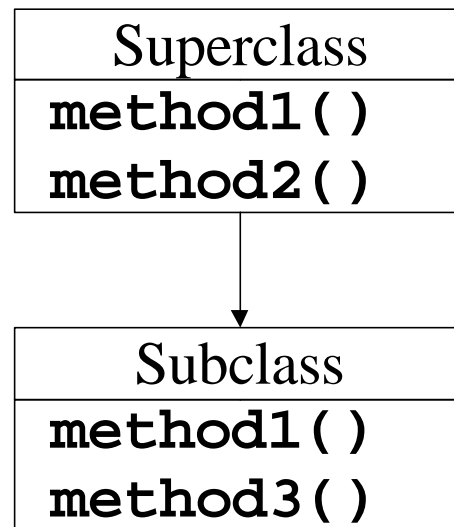 Superclass
method1()
method2()
Subclass
method1()
method3()